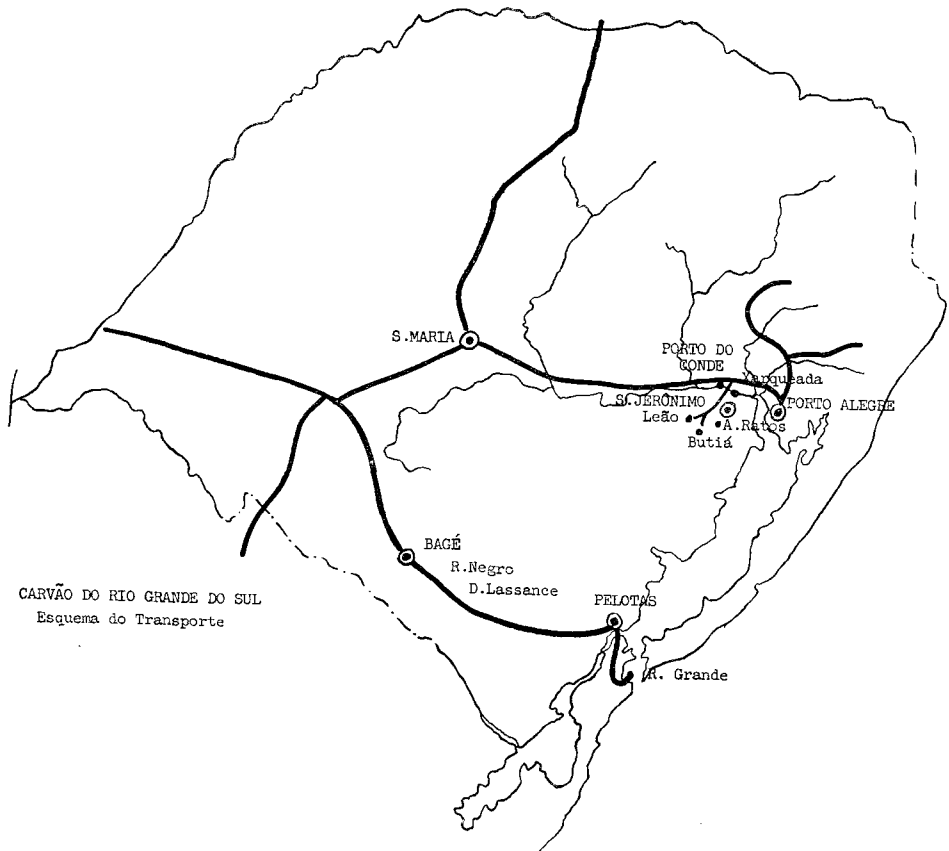 S.MARIA
PORTO DO
CONDE
Xarqueada
S.JERÔNIMO
PORTO ALEGRE
Leão
A.Ratos
Butiá
BAGÉ
R.Negro
D.Lassance
CARVÃO DO RIO GRANDE DO SUL
Esquema do Transporte
PELOTAS
R. Grande